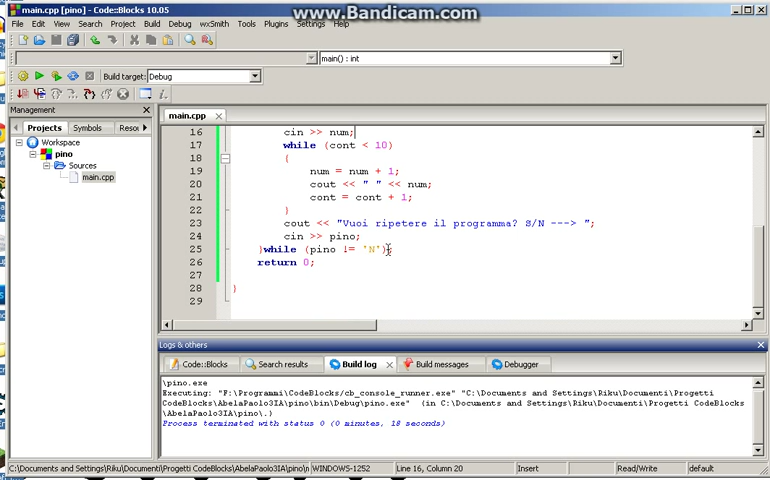 main.cpp [pino] - Code::Blocks 10.05
www.Bandicam.com
File Edit View Search Project Build Debug wxSmith Tools Plugins Settings Help
main() : int
Build target: Debug
Management
Projects Symbols Resou
Workspace
pino
Sources
main.cpp
main.cpp
16 cin >> num;
17 while (cont < 10)
18 {
19 num = num + 1;
20 cout << " " << num;
21 cont = cont + 1;
22 }
23 cout << "Vuoi ripetere il programma? S/N ---> ";
24 cin >> pino;
25 }while (pino != 'N');
26 return 0;
27
28 }
29
Logs & others
Code::Blocks Search results Build log Build messages Debugger
\pino.exe
Executing: "F:\Programmi\CodeBlocks/cb_console_runner.exe" "C:\Documents and Settings\Riku\Documenti\Progetti
CodeBlocks\AbelaPaolo3IA\pino\bin\Debug\pino.exe" (in C:\Documents and Settings\Riku\Documenti\Progetti CodeBlocks
\AbelaPaolo3IA\pino\.)
Process terminated with status 0 (0 minutes, 18 seconds)
C:\Documents and Settings\Riku\Documenti\Progetti CodeBlocks\AbelaPaolo3IA\pino\m WINDOWS-1252 Line 16, Column 20 Insert Read/Write default